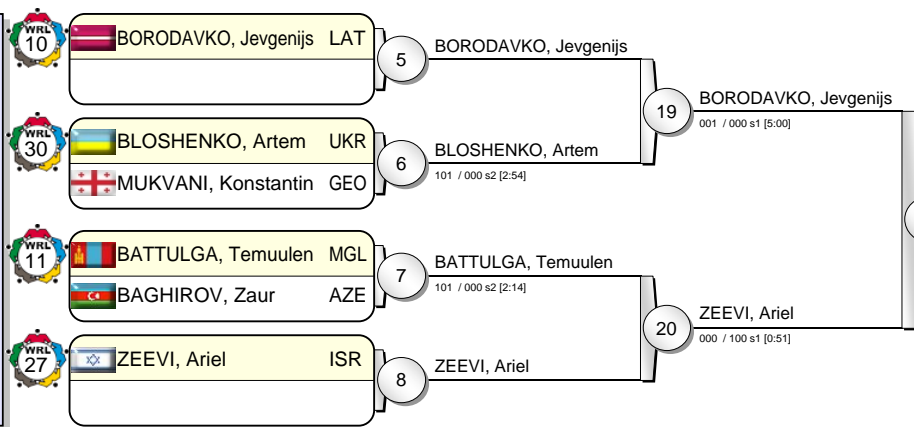 WRL
10
BORODAVKO, Jevgenijs LAT
5
BORODAVKO, Jevgenijs
WRL
30
BLOSHENKO, Artem UKR
MUKVANI, Konstantin GEO
6
BLOSHENKO, Artem
101 / 000 s2 [2:54]
19
BORODAVKO, Jevgenijs
001 / 000 s1 [5:00]
WRL
11
BATTULGA, Temuulen MGL
BAGHIROV, Zaur AZE
7
BATTULGA, Temuulen
101 / 000 s2 [2:14]
WRL
27
ZEEVI, Ariel ISR
8
ZEEVI, Ariel
20
ZEEVI, Ariel
000 / 100 s1 [0:51]